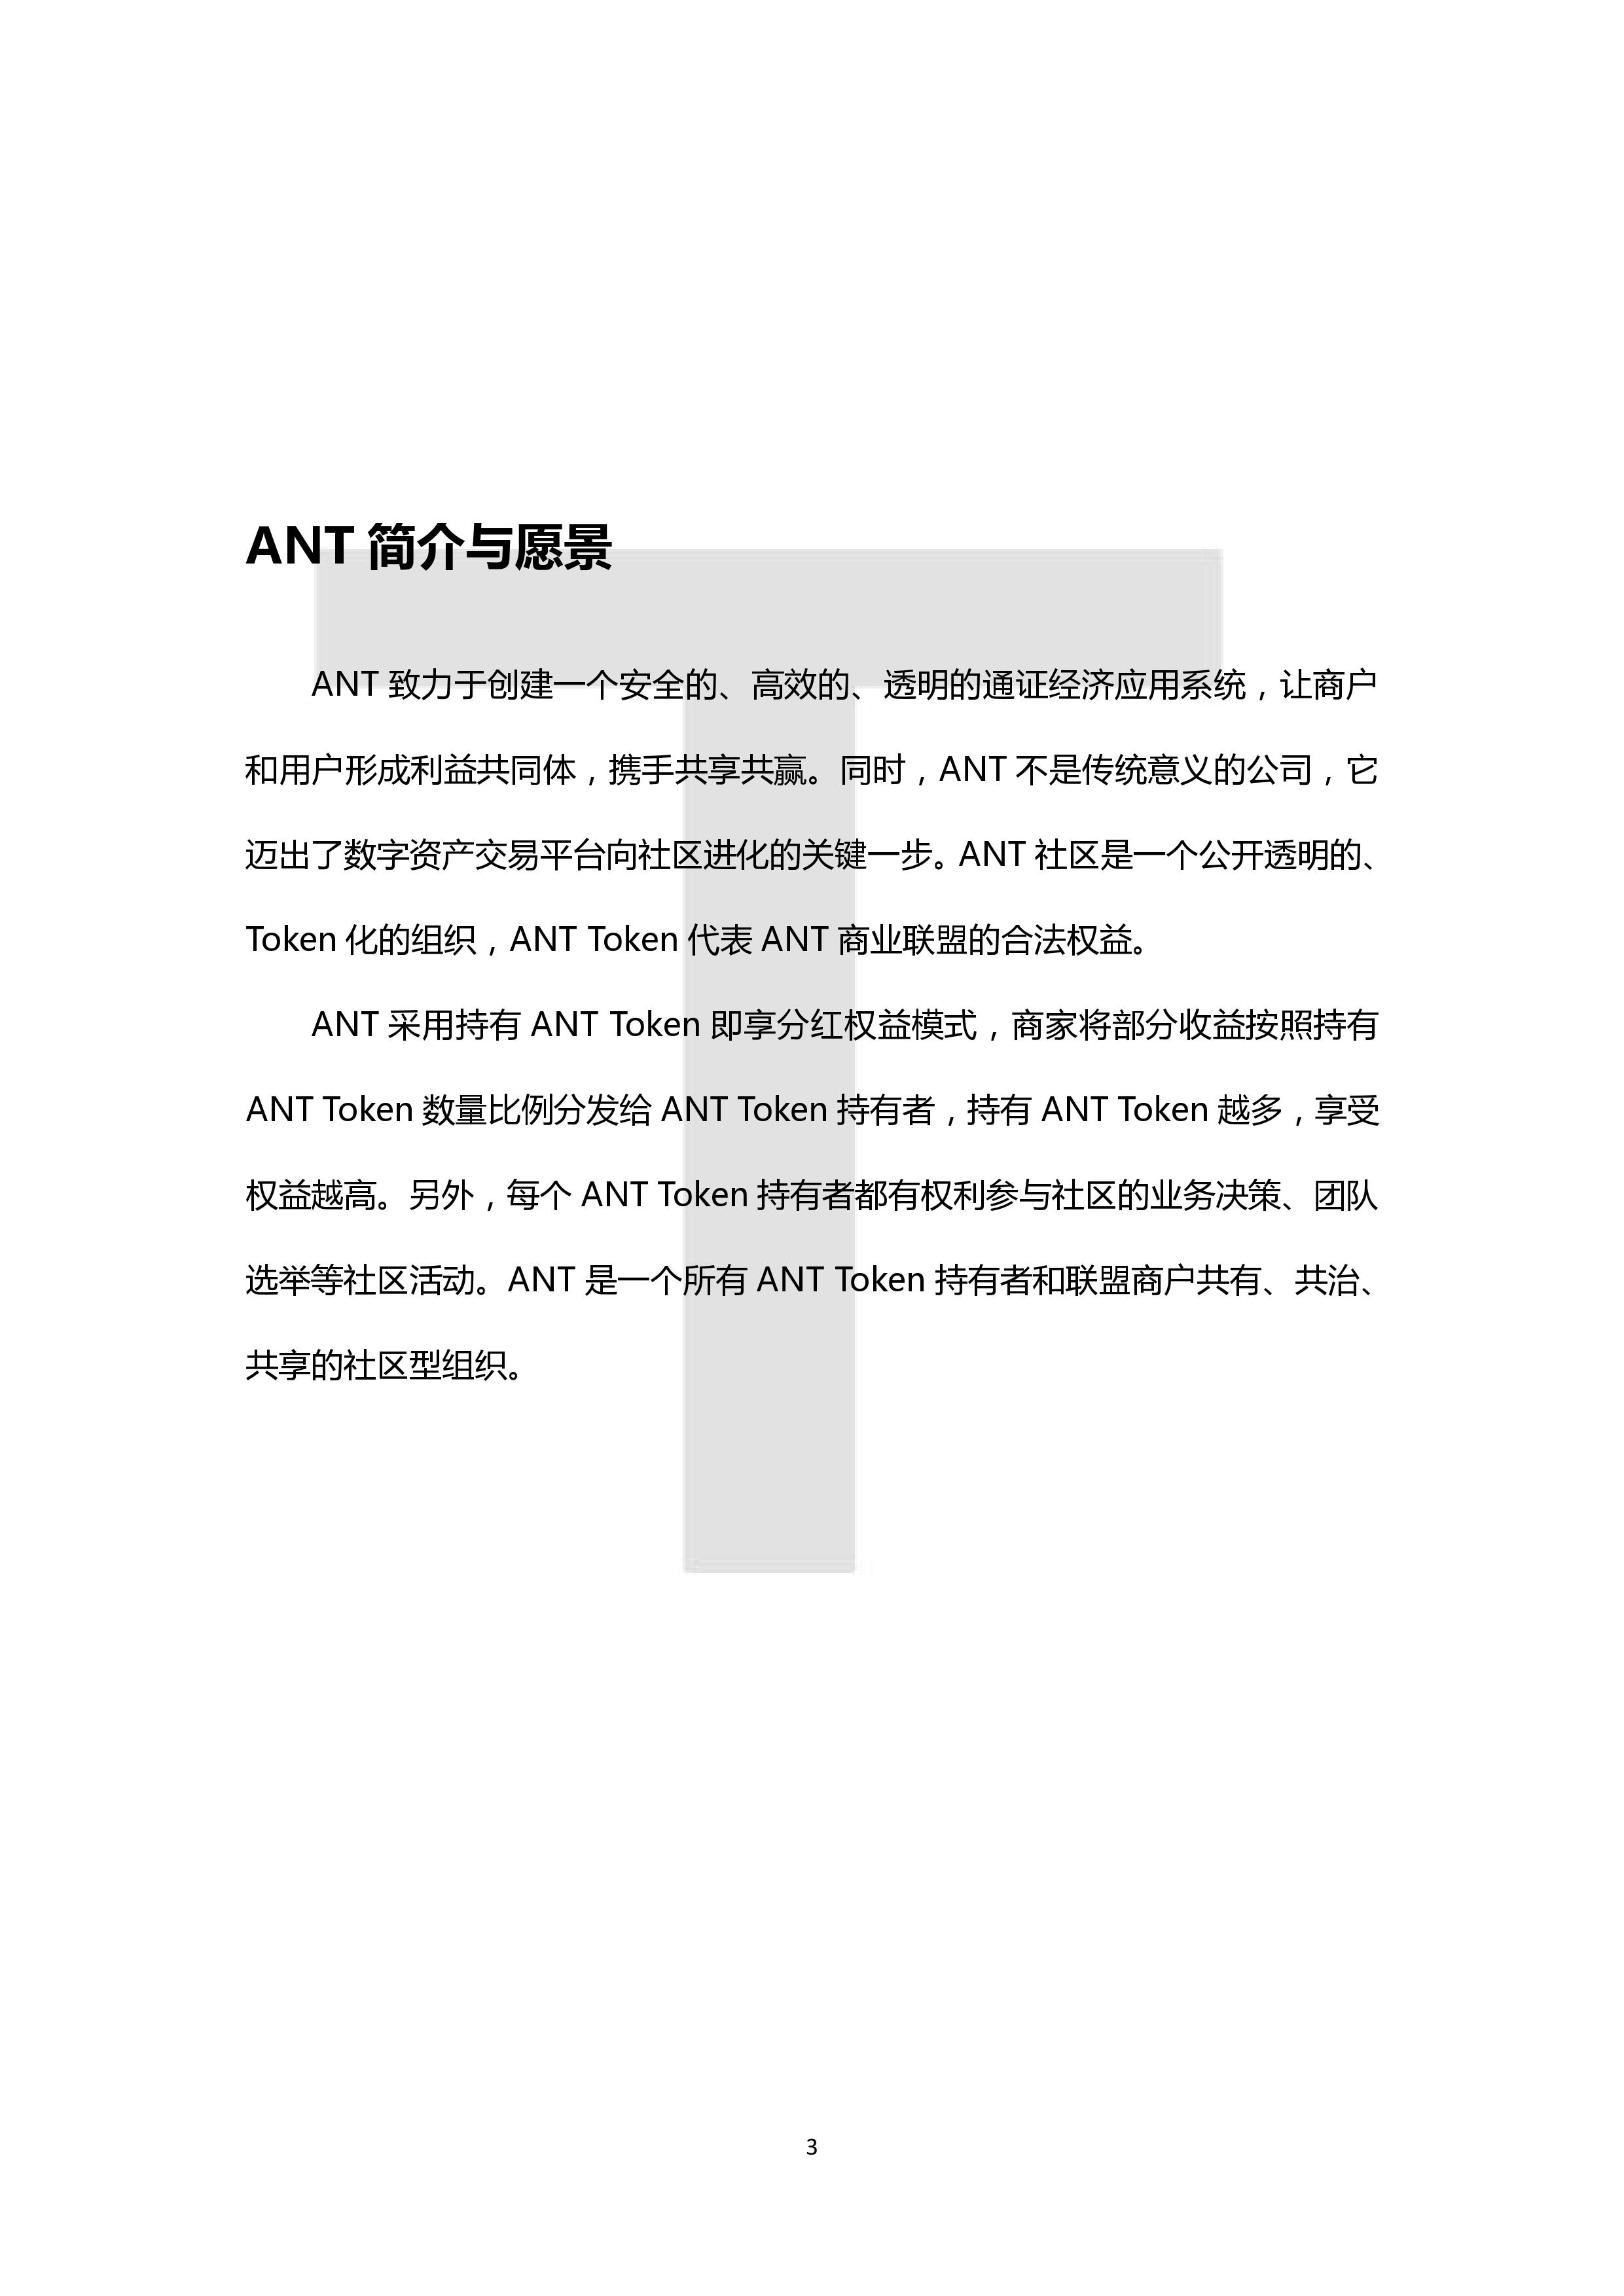 ANT 简介与愿景
ANT 致力于创建一个安全的、高效的、透明的通证经济应用系统，让商户
和用户形成利益共同体，携手共享共赢。同时，ANT 不是传统意义的公司，它
迈出了数字资产交易平台向社区进化的关键一步。ANT 社区是一个公开透明的、
Token 化的组织，ANT Token 代表 ANT 商业联盟的合法权益。
ANT 采用持有 ANT Token 即享分红权益模式，商家将部分收益按照持有
ANT Token 数量比例分发给 ANT Token 持有者，持有 ANT Token 越多，享受
权益越高。另外，每个 ANT Token 持有者都有权利参与社区的业务决策、团队
选举等社区活动。ANT 是一个所有 ANT Token 持有者和联盟商户共有、共治、
共享的社区型组织。
3